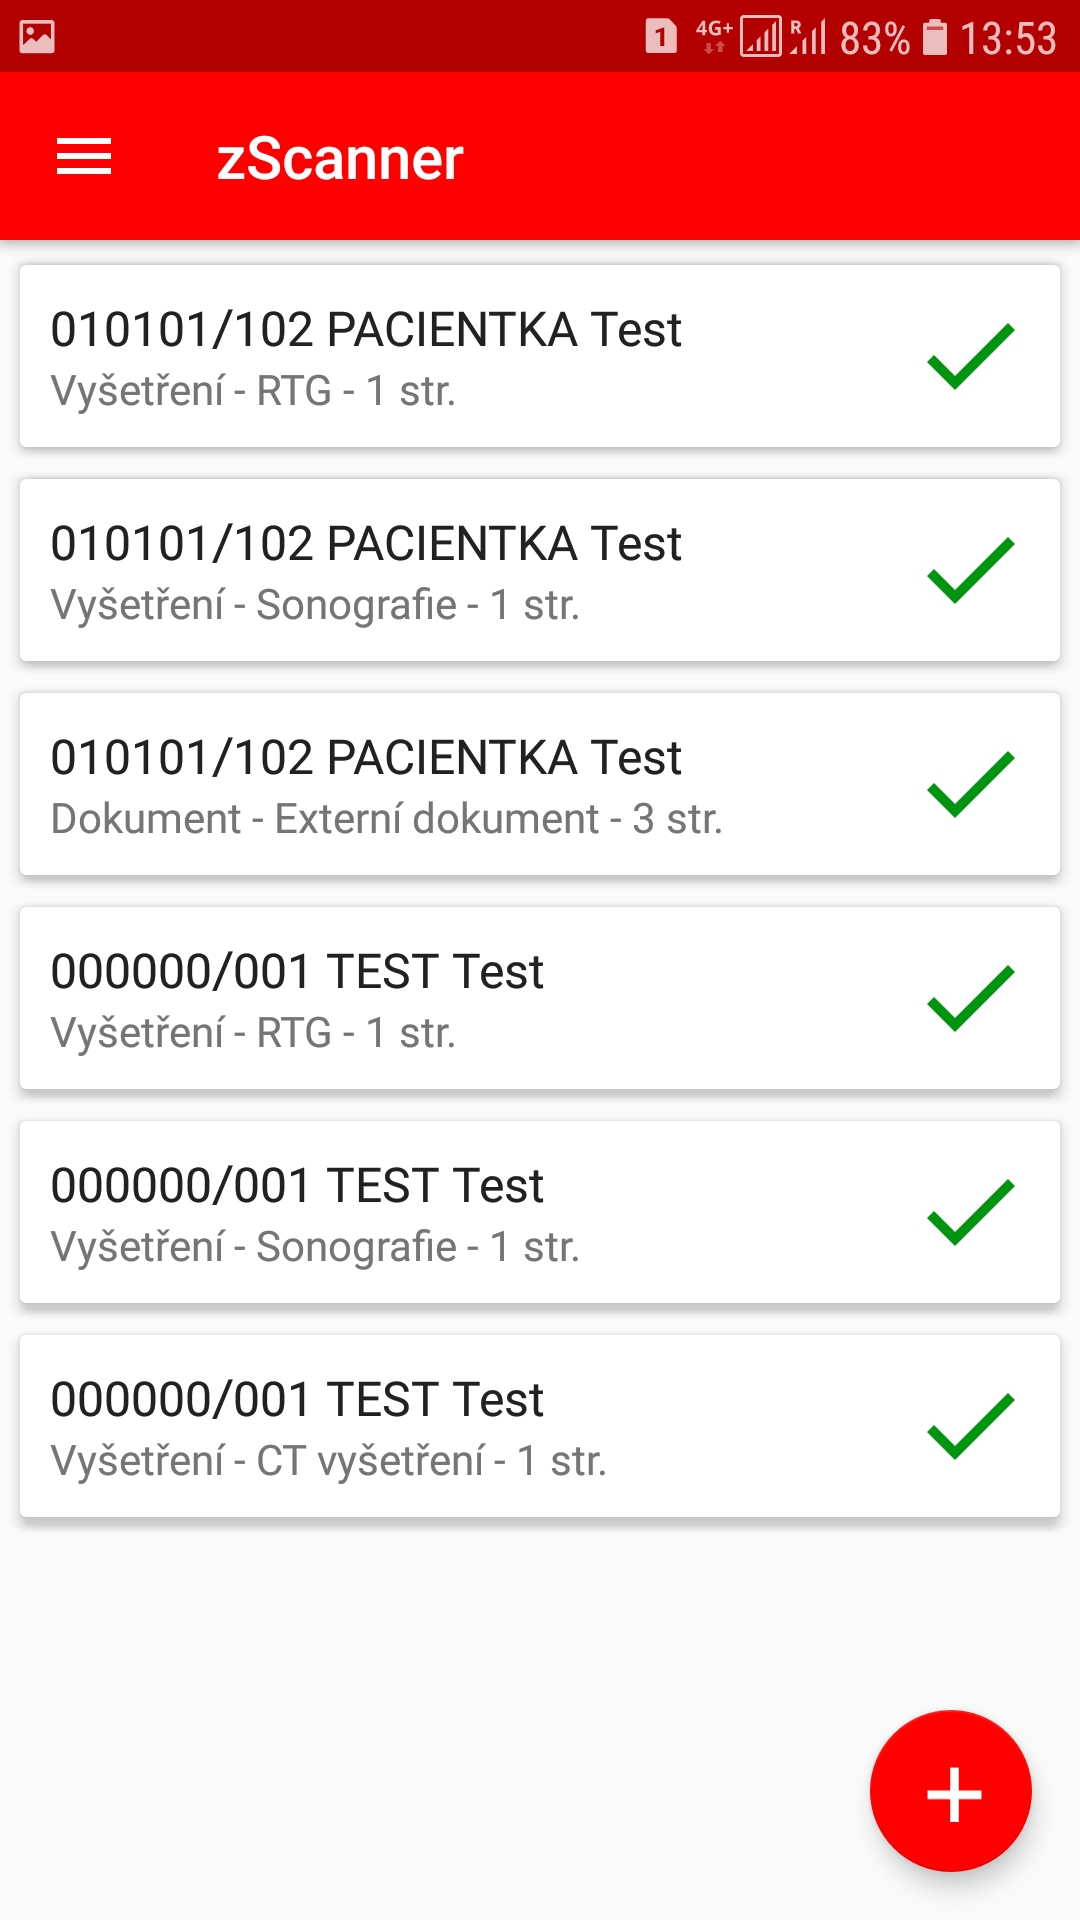 1 4G+ R 83% 13:53
zScanner
010101/102 PACIENTKA Test
Vyšetření - RTG - 1 str.
010101/102 PACIENTKA Test
Vyšetření - Sonografie - 1 str.
010101/102 PACIENTKA Test
Dokument - Externí dokument - 3 str.
000000/001 TEST Test
Vyšetření - RTG - 1 str.
000000/001 TEST Test
Vyšetření - Sonografie - 1 str.
000000/001 TEST Test
Vyšetření - CT vyšetření - 1 str.